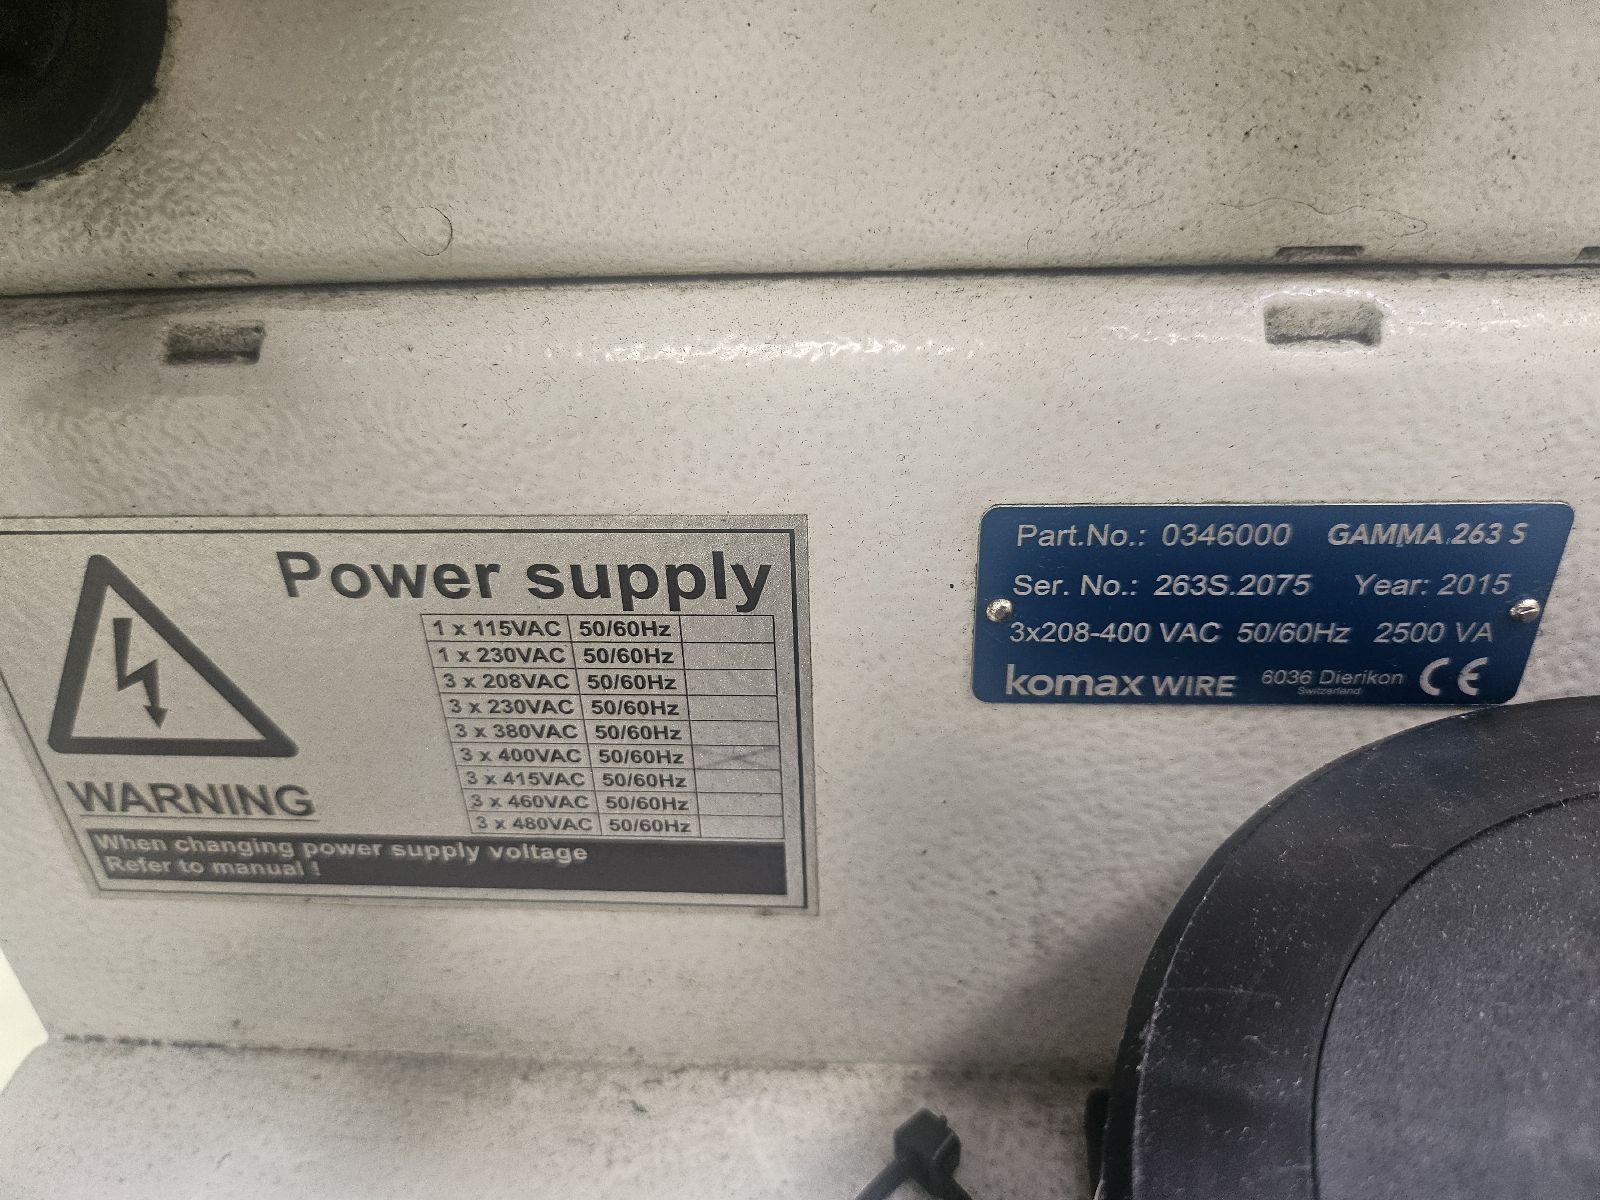 Power supply
1 x 115VAC 50/60Hz
1 x 230VAC 50/60Hz
3 x 208VAC 50/60Hz
3 x 230VAC 50/60Hz
3 x 380VAC 50/60Hz
3 x 400VAC 50/60Hz
3 x 415VAC 50/60Hz
3 x 460VAC 50/60Hz
3 x 480VAC 50/60Hz
WARNING
When changing power supply voltage
Refer to manual !
Part.No.: 0346000 GAMMA 263 S
Ser. No.: 263S.2075 Year: 2015
3x208-400 VAC 50/60Hz 2500 VA
komax WIRE 6036 Dierikon CE
Switzerland